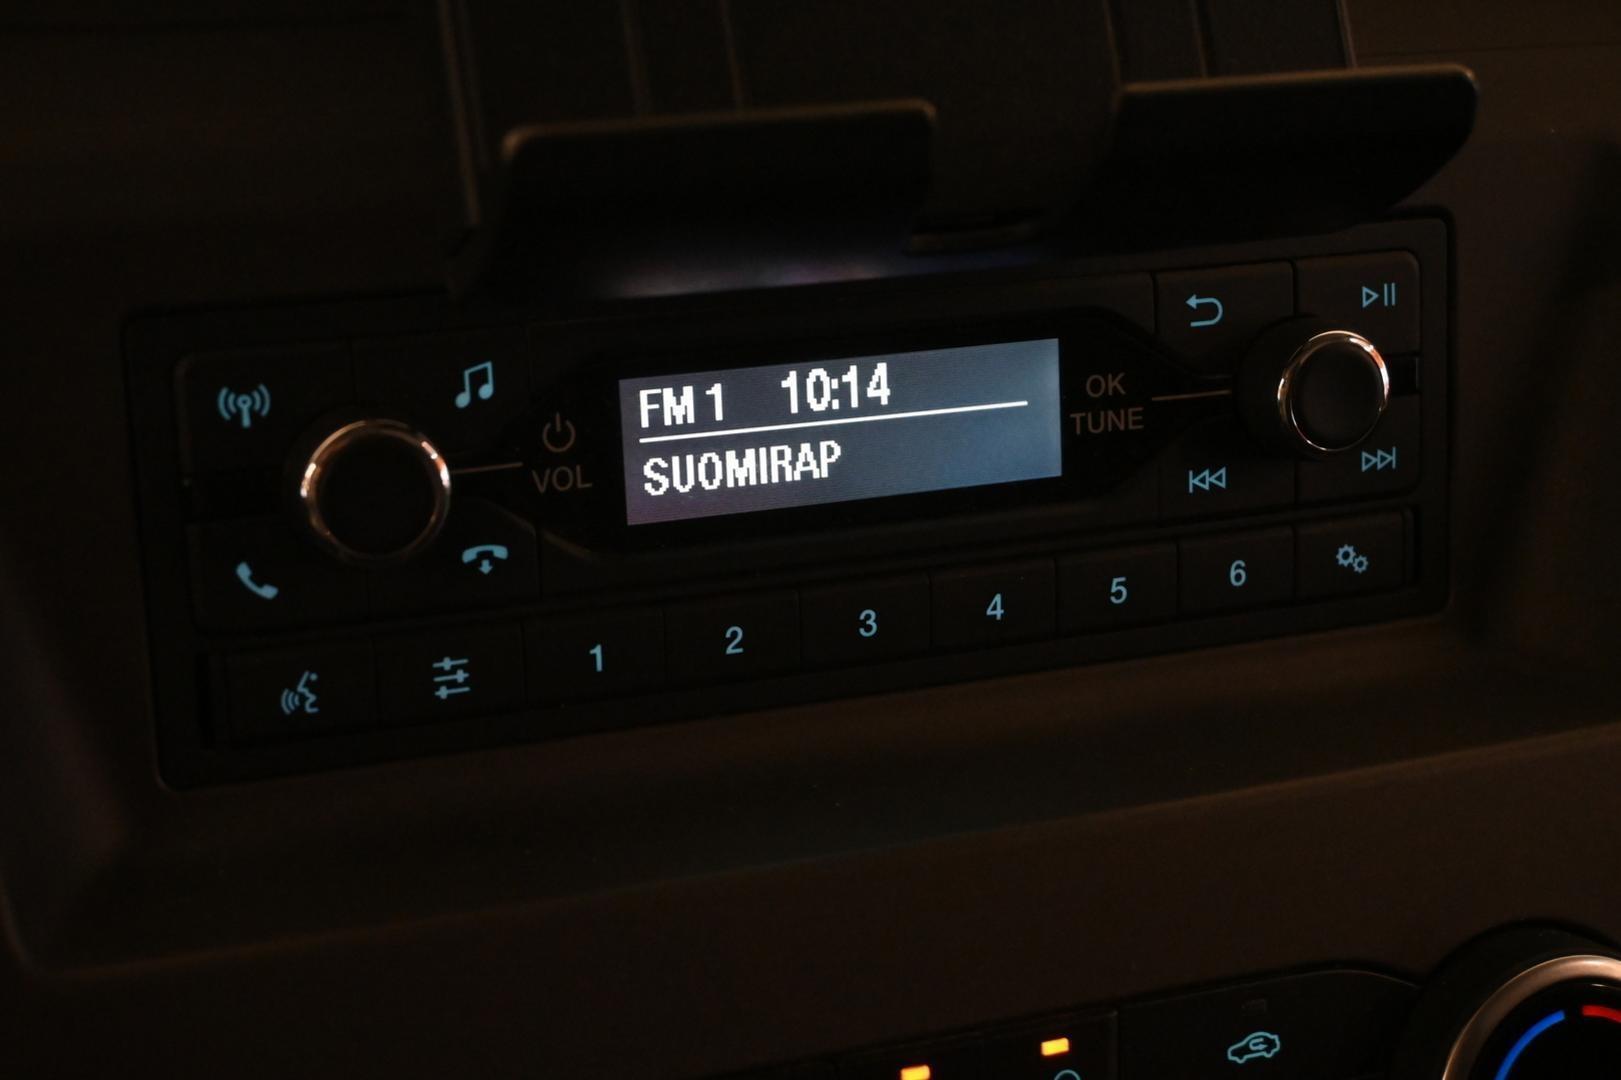 FM 1 10:14
SUOMIRAP
VOL
OK
TUNE
1 2 3 4 5 6